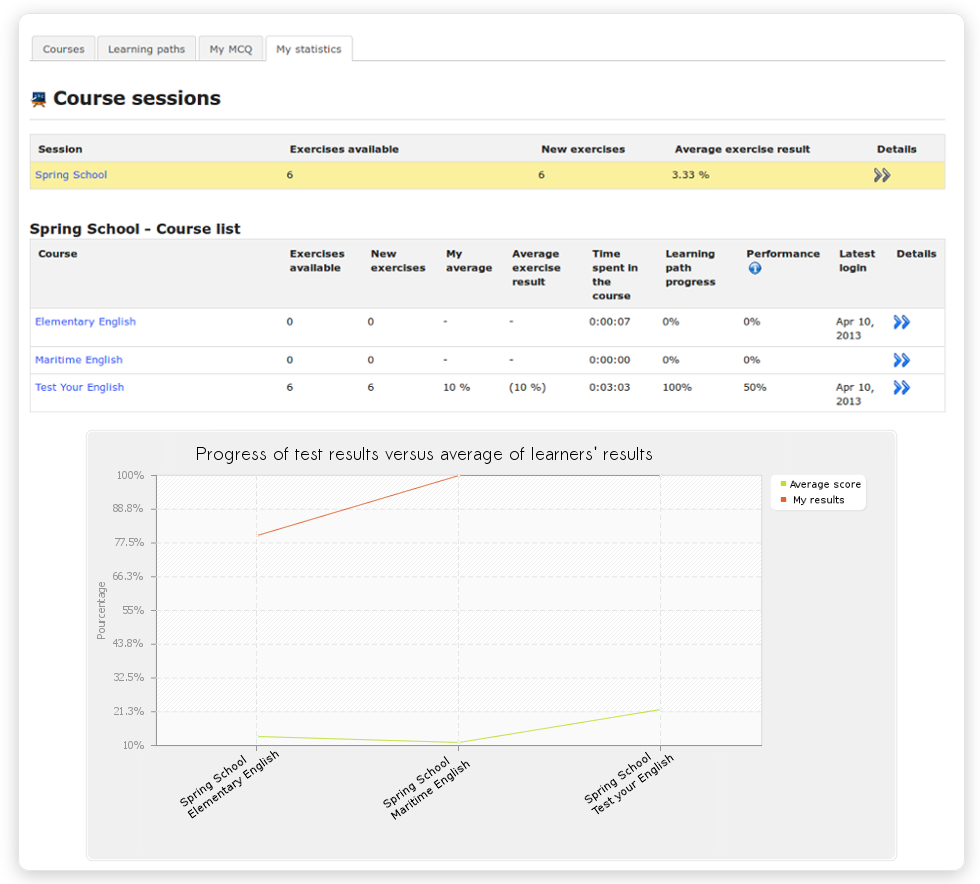 Courses Learning paths My MCQ My statistics
Course sessions
Session Exercises available New exercises Average exercise result Details
Spring School 6 6 3.33 %
Spring School - Course list
Course Exercises available New exercises My average Average exercise result Time spent in the course Learning path progress Performance Latest login Details
Elementary English 0 0 - - 0:00:07 0% 0% Apr 10, 2013
Maritime English 0 0 - - 0:00:00 0% 0%
Test Your English 6 6 10 % (10 %) 0:03:03 100% 50% Apr 10, 2013
Progress of test results versus average of learners' results
Average score
My results
100%
88.8%
77.5%
66.3%
55%
43.8%
32.5%
21.3%
10%
Pourcentage
Spring School
Elementary English
Spring School
Maritime English
Spring School
Test your English